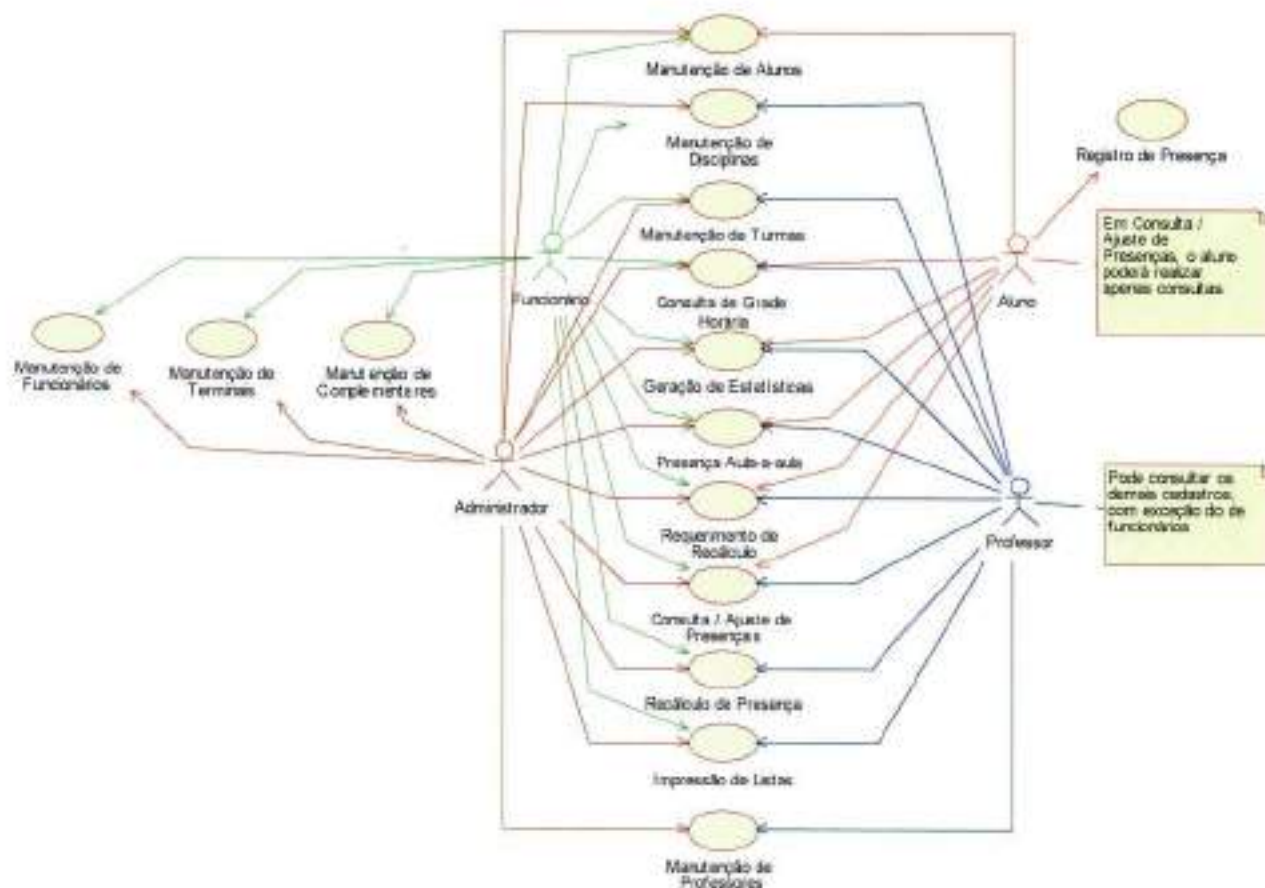 Manutenção de Alunos
Manutenção de
Disciplinas
Registro de Presença
Manutenção de Turmas
Em Consulta /
Ajuste de
Presenças, o aluno
poderá realizar
apenas consultas
Funcionário
Consulta de Grade
Horária
Aluno
Manutenção de
Funcionários
Manutenção de
Terminais
Manutenção de
Complementares
Geração de Estatísticas
Presença Aula-a-aula
Administrador
Pode consultar os
demais cadastros,
com exceção do de
funcionários
Professor
Requerimento de
Recálculo
Consulta / Ajuste de
Presenças
Recálculo de Presença
Impressão de Listas
Manutenção de
Professores